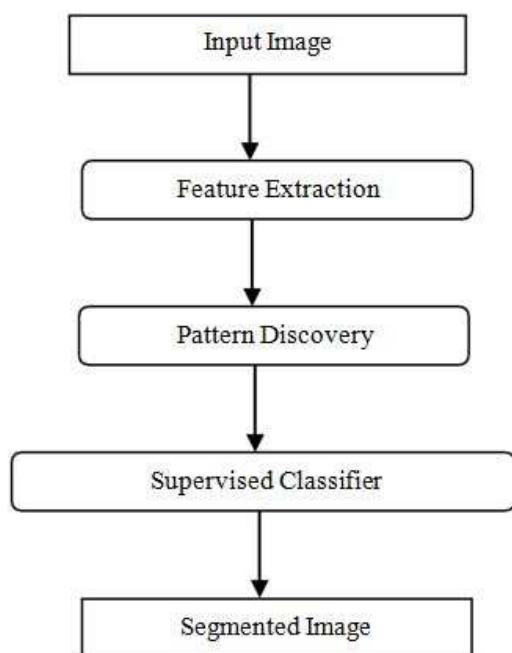 Input Image
Feature Extraction
Pattern Discovery
Supervised Classifier
Segmented Image